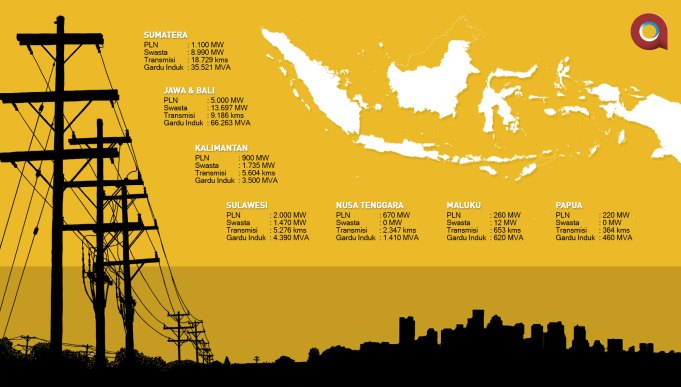 SUMATERA
PLN : 1.100 MW
Swasta : 8.990 MW
Transmisi : 18.729 kms
Gardu Induk : 35.521 MVA
JAWA & BALI
PLN : 5.000 MW
Swasta : 13.697 MW
Transmisi : 9.186 kms
Gardu Induk : 66.263 MVA
KALIMANTAN
PLN : 900 MW
Swasta : 1.735 MW
Transmisi : 5.604 kms
Gardu Induk : 3.500 MVA
SULAWESI
PLN : 2.000 MW
Swasta : 1.470 MW
Transmisi : 5.276 kms
Gardu Induk : 4.390 MVA
NUSA TENGGARA
PLN : 670 MW
Swasta : 0 MW
Transmisi : 2.347 kms
Gardu Induk : 1.410 MVA
MALUKU
PLN : 260 MW
Swasta : 12 MW
Transmisi : 653 kms
Gardu Induk : 620 MVA
PAPUA
PLN : 220 MW
Swasta : 0 MW
Transmisi : 364 kms
Gardu Induk : 460 MVA